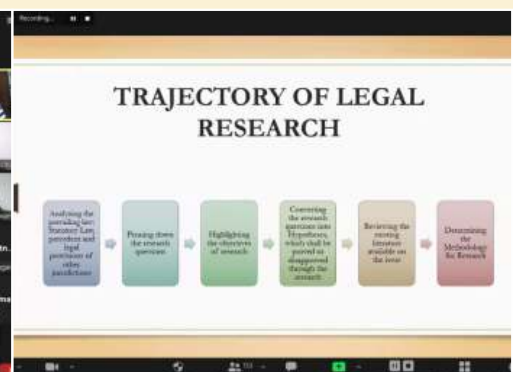 Recording...
TRAJECTORY OF LEGAL
RESEARCH
Analyzing the
prevailing law:
Statutory Law,
precedent and
legal
provisions of
other
jurisdictions
Pinning down
the research
questions
Highlighting
the objectives
of research
Converting
the research
questions into
Hypotheses,
which shall be
proved or
disapproved
through the
research
Reviewing the
existing
literature
available on
the issue
Determining
the
Methodology
for Research